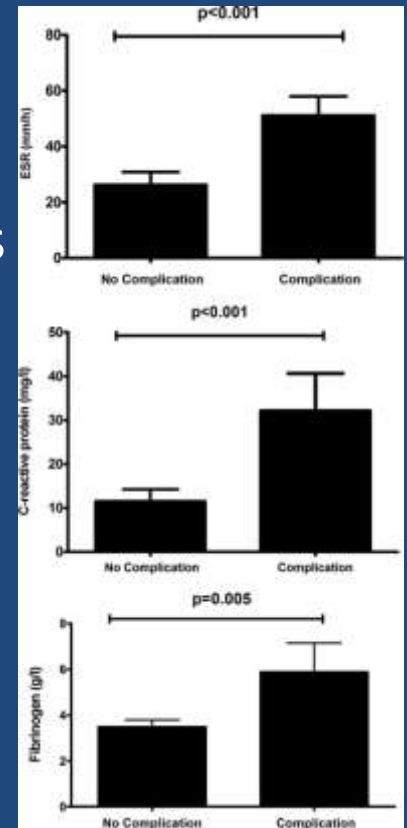 p<0.001
80
60
40
20
0
ESR (mm/h)
No Complication Complication
s
p<0.001
50
40
30
20
10
0
C-reactive protein (mg/l)
No Complication Complication
p=0.005
8
6
4
2
0
Fibrinogen (g/l)
No Complication Complication